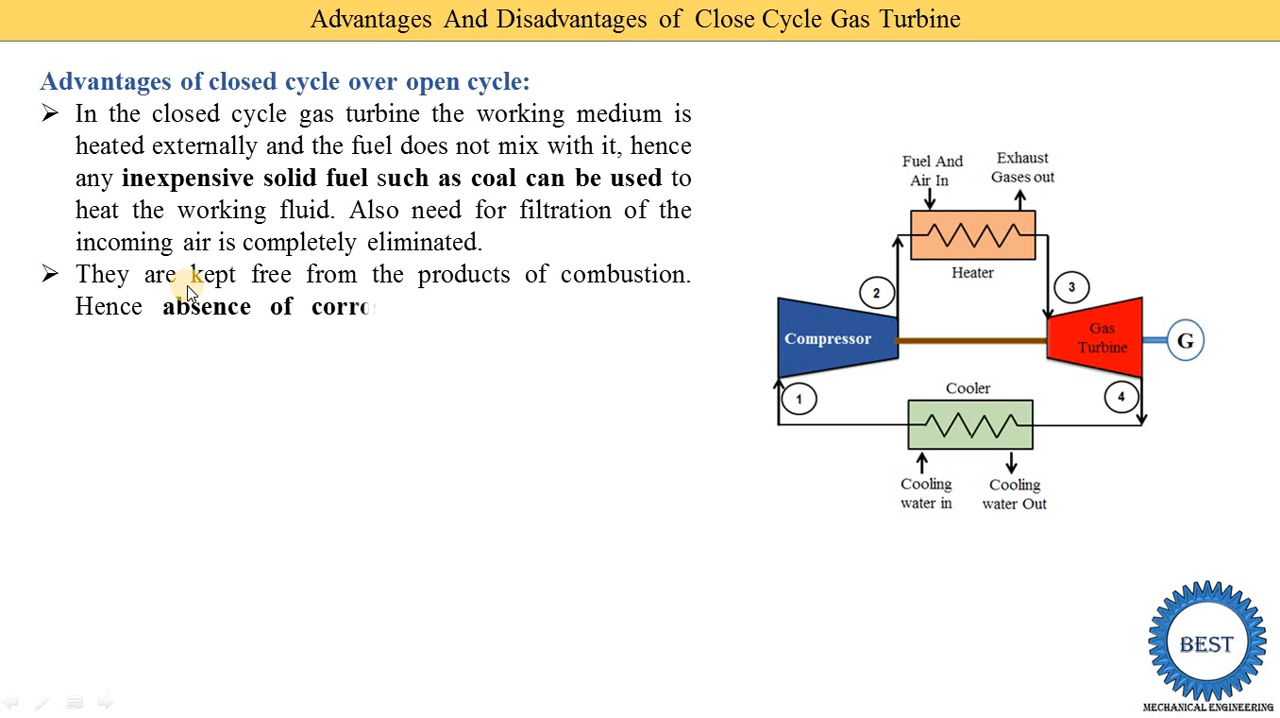 Advantages And Disadvantages of Close Cycle Gas Turbine
Advantages of closed cycle over open cycle:
➢ In the closed cycle gas turbine the working medium is
heated externally and the fuel does not mix with it, hence
any inexpensive solid fuel such as coal can be used to
heat the working fluid. Also need for filtration of the
incoming air is completely eliminated.
➢ They are kept free from the products of combustion.
Hence absence of corro
Fuel And
Air In
Exhaust
Gases out
Heater
2
3
Compressor
Gas
Turbine
G
1
Cooler
4
Cooling
water in
Cooling
water Out
BEST
MECHANICAL ENGINEERING